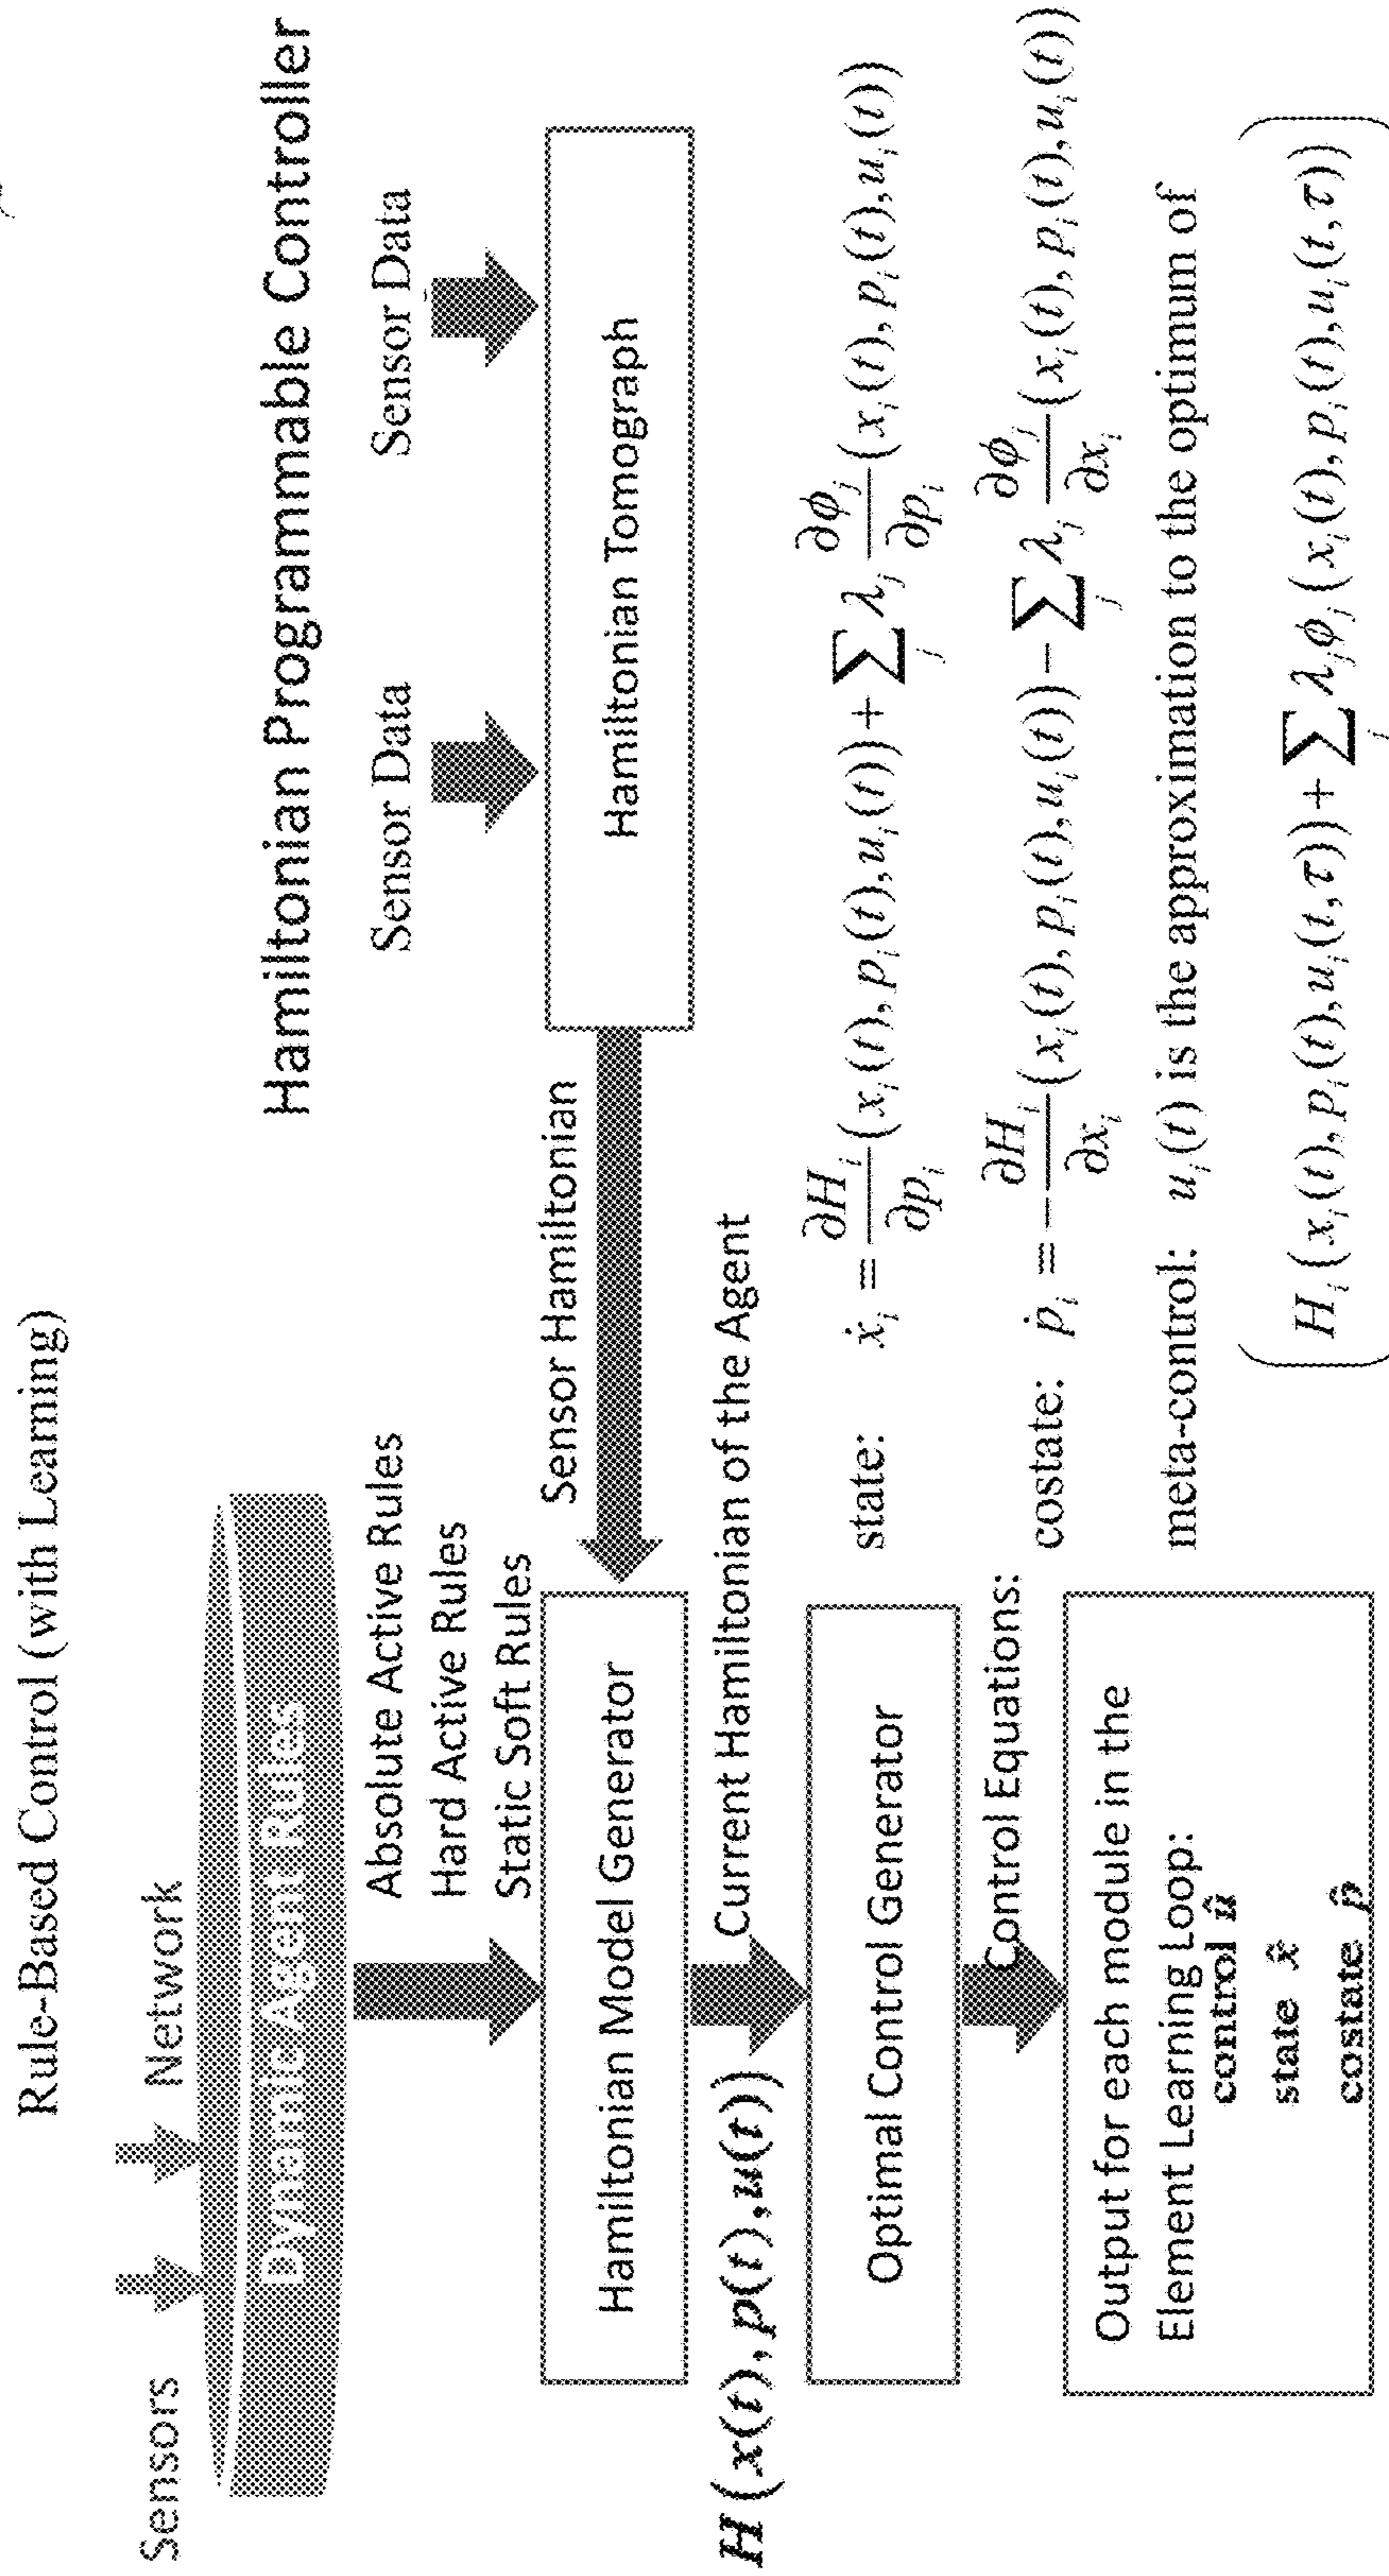 Rule-Based Control (with Learning)
Sensors
Network
Dynamic Agent Rules
Hamiltonian Programmable Controller
Absolute Active Rules
Hard Active Rules
Static Soft Rules
Sensor Data
Sensor Data
Hamiltonian Model Generator
Sensor Hamiltonian
Hamiltonian Tomograph
H(x(t), p(t), u(t))
Current Hamiltonian of the Agent
Optimal Control Generator
Control Equations:
Output for each module in the
Element Learning Loop:
control û
state x̂
costate p̂
state: ẋ_i = ∂H_i/∂p_i (x_i(t), p_i(t), u_i(t)) + ∑_j λ_j ∂ϕ_j/∂p_i (x_i(t), p_i(t), u_i(t))
costate: ṗ_i = -∂H_i/∂x_i (x_i(t), p_i(t), u_i(t)) - ∑_j λ_j ∂ϕ_j/∂x_i (x_i(t), p_i(t), u_i(t))
meta-control: u_i(t) is the approximation to the optimum of
(H_i(x_i(t), p_i(t), u_i(t,τ)) + ∑_j λ_jϕ_j(x_i(t), p_i(t), u_i(t,τ)))